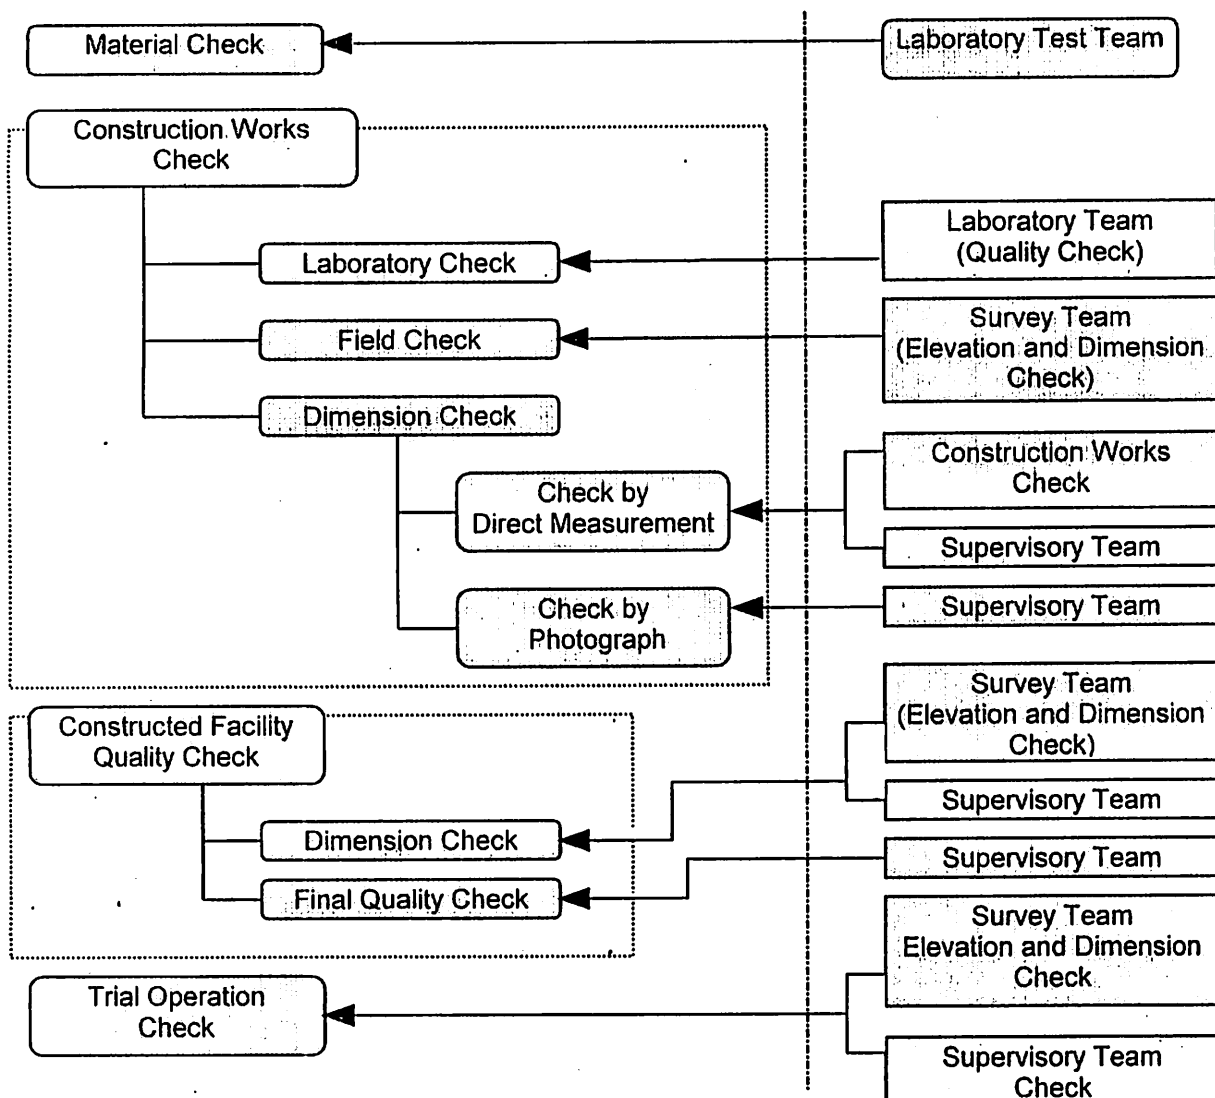 Material Check
Laboratory Test Team
Construction Works
Check
Laboratory Team
(Quality Check)
Laboratory Check
Survey Team
(Elevation and Dimension
Check)
Field Check
Dimension Check
Construction Works
Check
Check by
Direct Measurement
Supervisory Team
Check by
Photograph
Supervisory Team
Survey Team
(Elevation and Dimension
Check)
Constructed Facility
Quality Check
Supervisory Team
Dimension Check
Supervisory Team
Final Quality Check
Survey Team
Elevation and Dimension
Check
Trial Operation
Check
Supervisory Team
Check